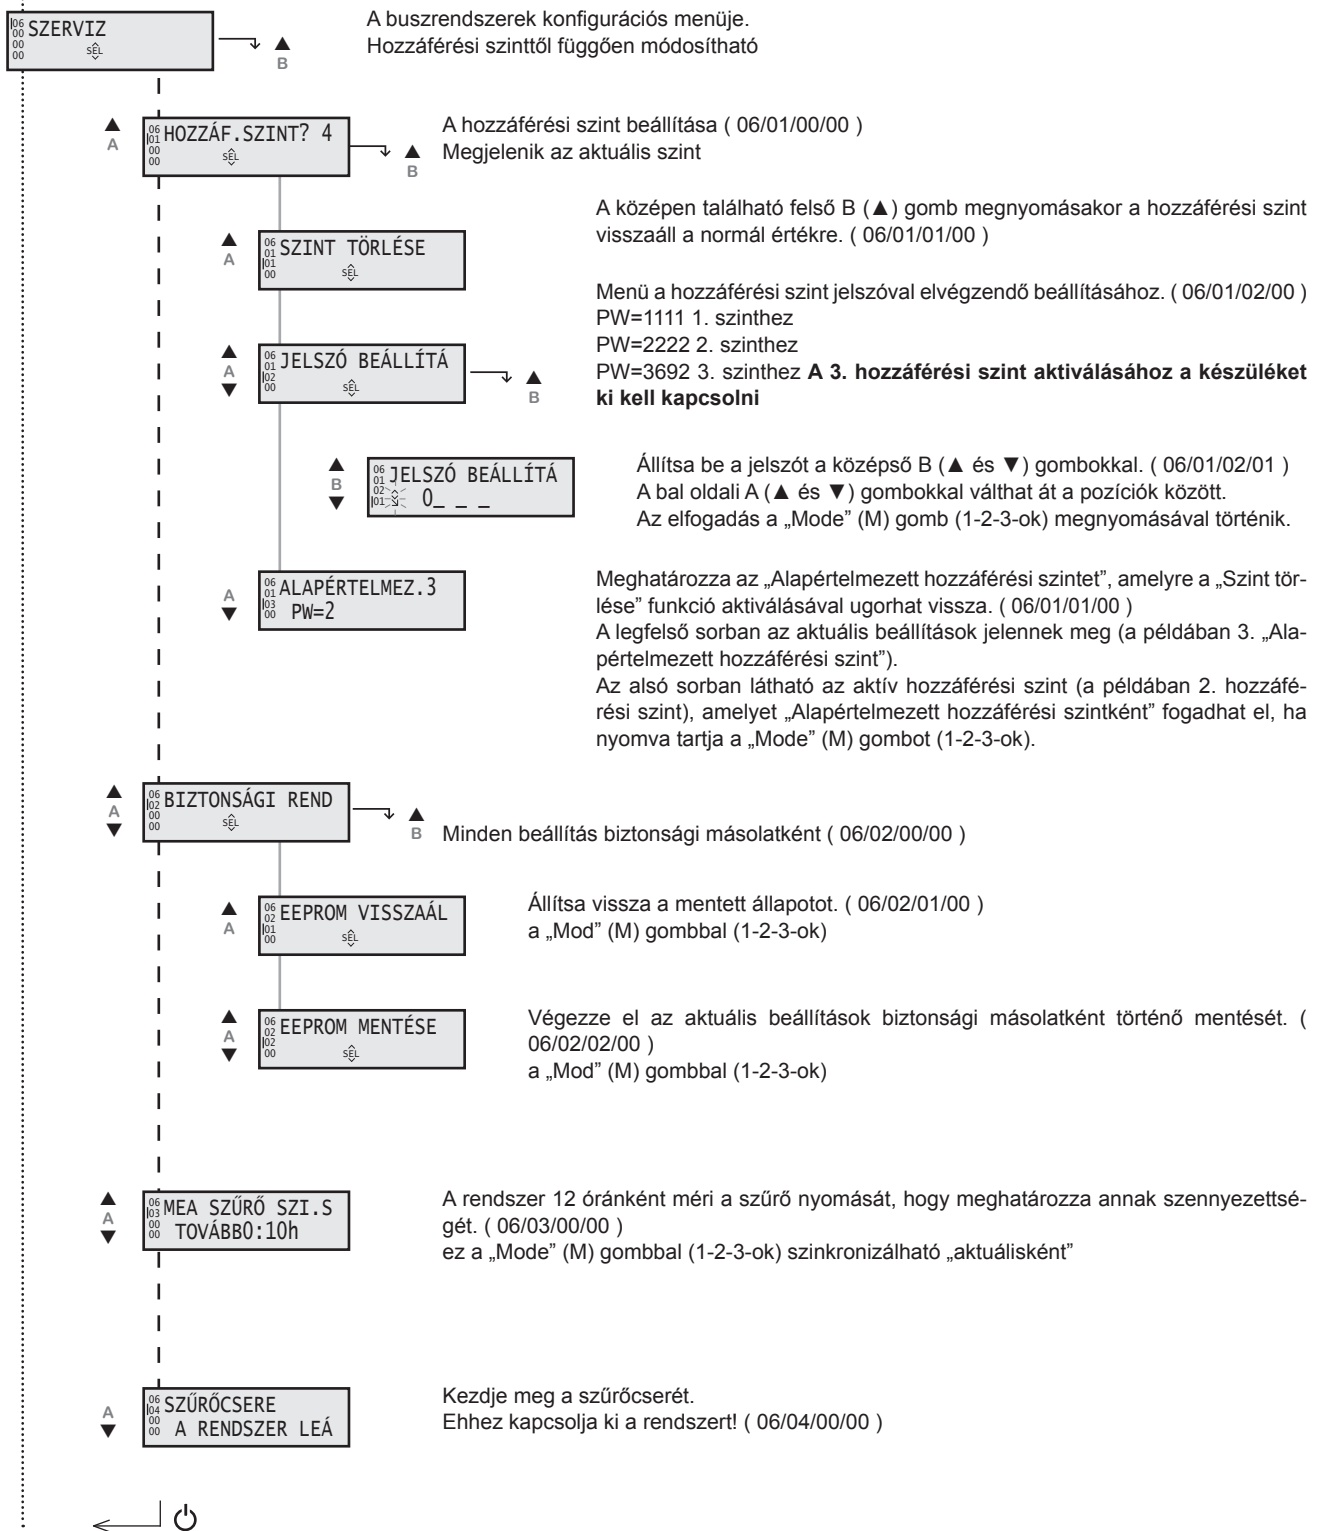 06
00
00
00
SZERVIZ
SEL
B
A buszrendszerek konfigurációs menüje.
Hozzáférési szinttől függően módosítható
A
06
01
00
00
HOZZÁF.SZINT? 4
SEL
B
A hozzáférési szint beállítása ( 06/01/00/00 )
Megjelenik az aktuális szint
A
06
01
01
00
SZINT TÖRLÉSE
SEL
A középen található felső B (▲) gomb megnyomásakor a hozzáférési szint
visszaáll a normál értékre. ( 06/01/01/00 )
A
06
01
02
00
JELSZÓ BEÁLLÍTÁ
SEL
B
Menü a hozzáférési szint jelszóval elvégzendő beállításához. ( 06/01/02/00 )
PW=1111 1. szinthez
PW=2222 2. szinthez
PW=3692 3. szinthez A 3. hozzáférési szint aktiválásához a készüléket
ki kell kapcsolni
B
06
01
02
01
JELSZÓ BEÁLLÍTÁ
0_ _ _
Állítsa be a jelszót a középső B (▲ és ▼) gombokkal. ( 06/01/02/01 )
A bal oldali A (▲ és ▼) gombokkal válthat át a pozíciók között.
Az elfogadás a „Mode” (M) gomb (1-2-3-ok) megnyomásával történik.
A
06
01
03
00
ALAPÉRTELMEZ.3
PW=2
Meghatározza az „Alapértelmezett hozzáférési szintet”, amelyre a „Szint tör-
lése” funkció aktiválásával ugorhat vissza. ( 06/01/01/00 )
A legfelső sorban az aktuális beállítások jelennek meg (a példában 3. „Ala-
pértelmezett hozzáférési szint”).
Az alsó sorban látható az aktív hozzáférési szint (a példában 2. hozzáfé-
rési szint), amelyet „Alapértelmezett hozzáférési szintként” fogadhat el, ha
nyomva tartja a „Mode” (M) gombot (1-2-3-ok).
A
06
02
00
00
BIZTONSÁGI REND
SEL
B
Minden beállítás biztonsági másolatként ( 06/02/00/00 )
A
06
02
01
00
EEPROM VISSZAÁL
SEL
Állítsa vissza a mentett állapotot. ( 06/02/01/00 )
a „Mod” (M) gombbal (1-2-3-ok)
A
06
02
02
00
EEPROM MENTÉSE
SEL
Végezze el az aktuális beállítások biztonsági másolatként történő mentését. (
06/02/02/00 )
a „Mod” (M) gombbal (1-2-3-ok)
A
06
03
00
00
MEA SZŰRŐ SZI.S
TOVÁBB0:10h
A rendszer 12 óránként méri a szűrő nyomását, hogy meghatározza annak szennyezettsé-
gét. ( 06/03/00/00 )
ez a „Mode” (M) gombbal (1-2-3-ok) szinkronizálható „aktuálisként”
A
06
04
00
00
SZŰRŐCSERE
A RENDSZER LEÁ
Kezdje meg a szűrőcserét.
Ehhez kapcsolja ki a rendszert! ( 06/04/00/00 )